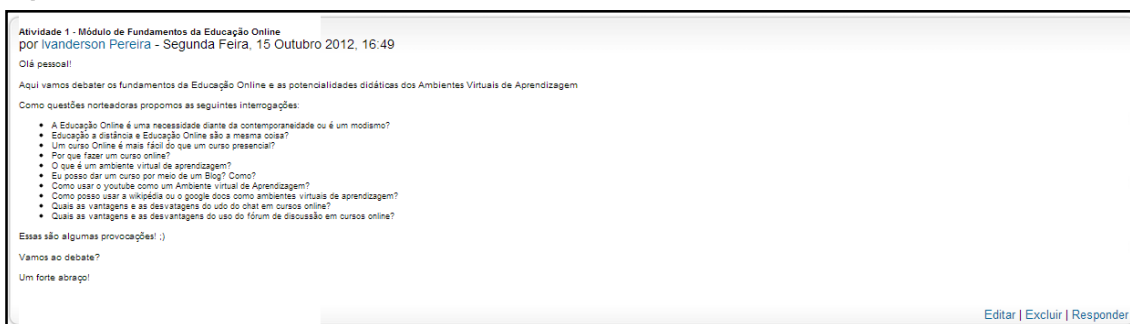 Atividade 1 - Módulo de Fundamentos da Educação Online
por Ivanderson Pereira - Segunda Feira, 15 Outubro 2012, 16:49
Olá pessoal!
Aqui vamos debater os fundamentos da Educação Online e as potencialidades didáticas dos Ambientes Virtuais de Aprendizagem
Como questões norteadoras propomos as seguintes interrogações:
• A Educação Online é uma necessidade diante da contemporaneidade ou é um modismo?
• Educação a distância e Educação Online são a mesma coisa?
• Um curso Online é mais fácil do que um curso presencial?
• Por que fazer um curso online?
• O que é um ambiente virtual de aprendizagem?
• Eu posso dar um curso por meio de um Blog? Como?
• Como usar o youtube como um Ambiente virtual de Aprendizagem?
• Como posso usar a wikipédia ou o google docs como ambientes virtuais de aprendizagem?
• Quais as vantagens e as desvatagens do udo do chat em cursos online?
• Quais as vantagens e as desvantagens do uso do fórum de discussão em cursos online?
Essas são algumas provocações! ;)
Vamos ao debate?
Um forte abraço!
Editar | Excluir | Responder